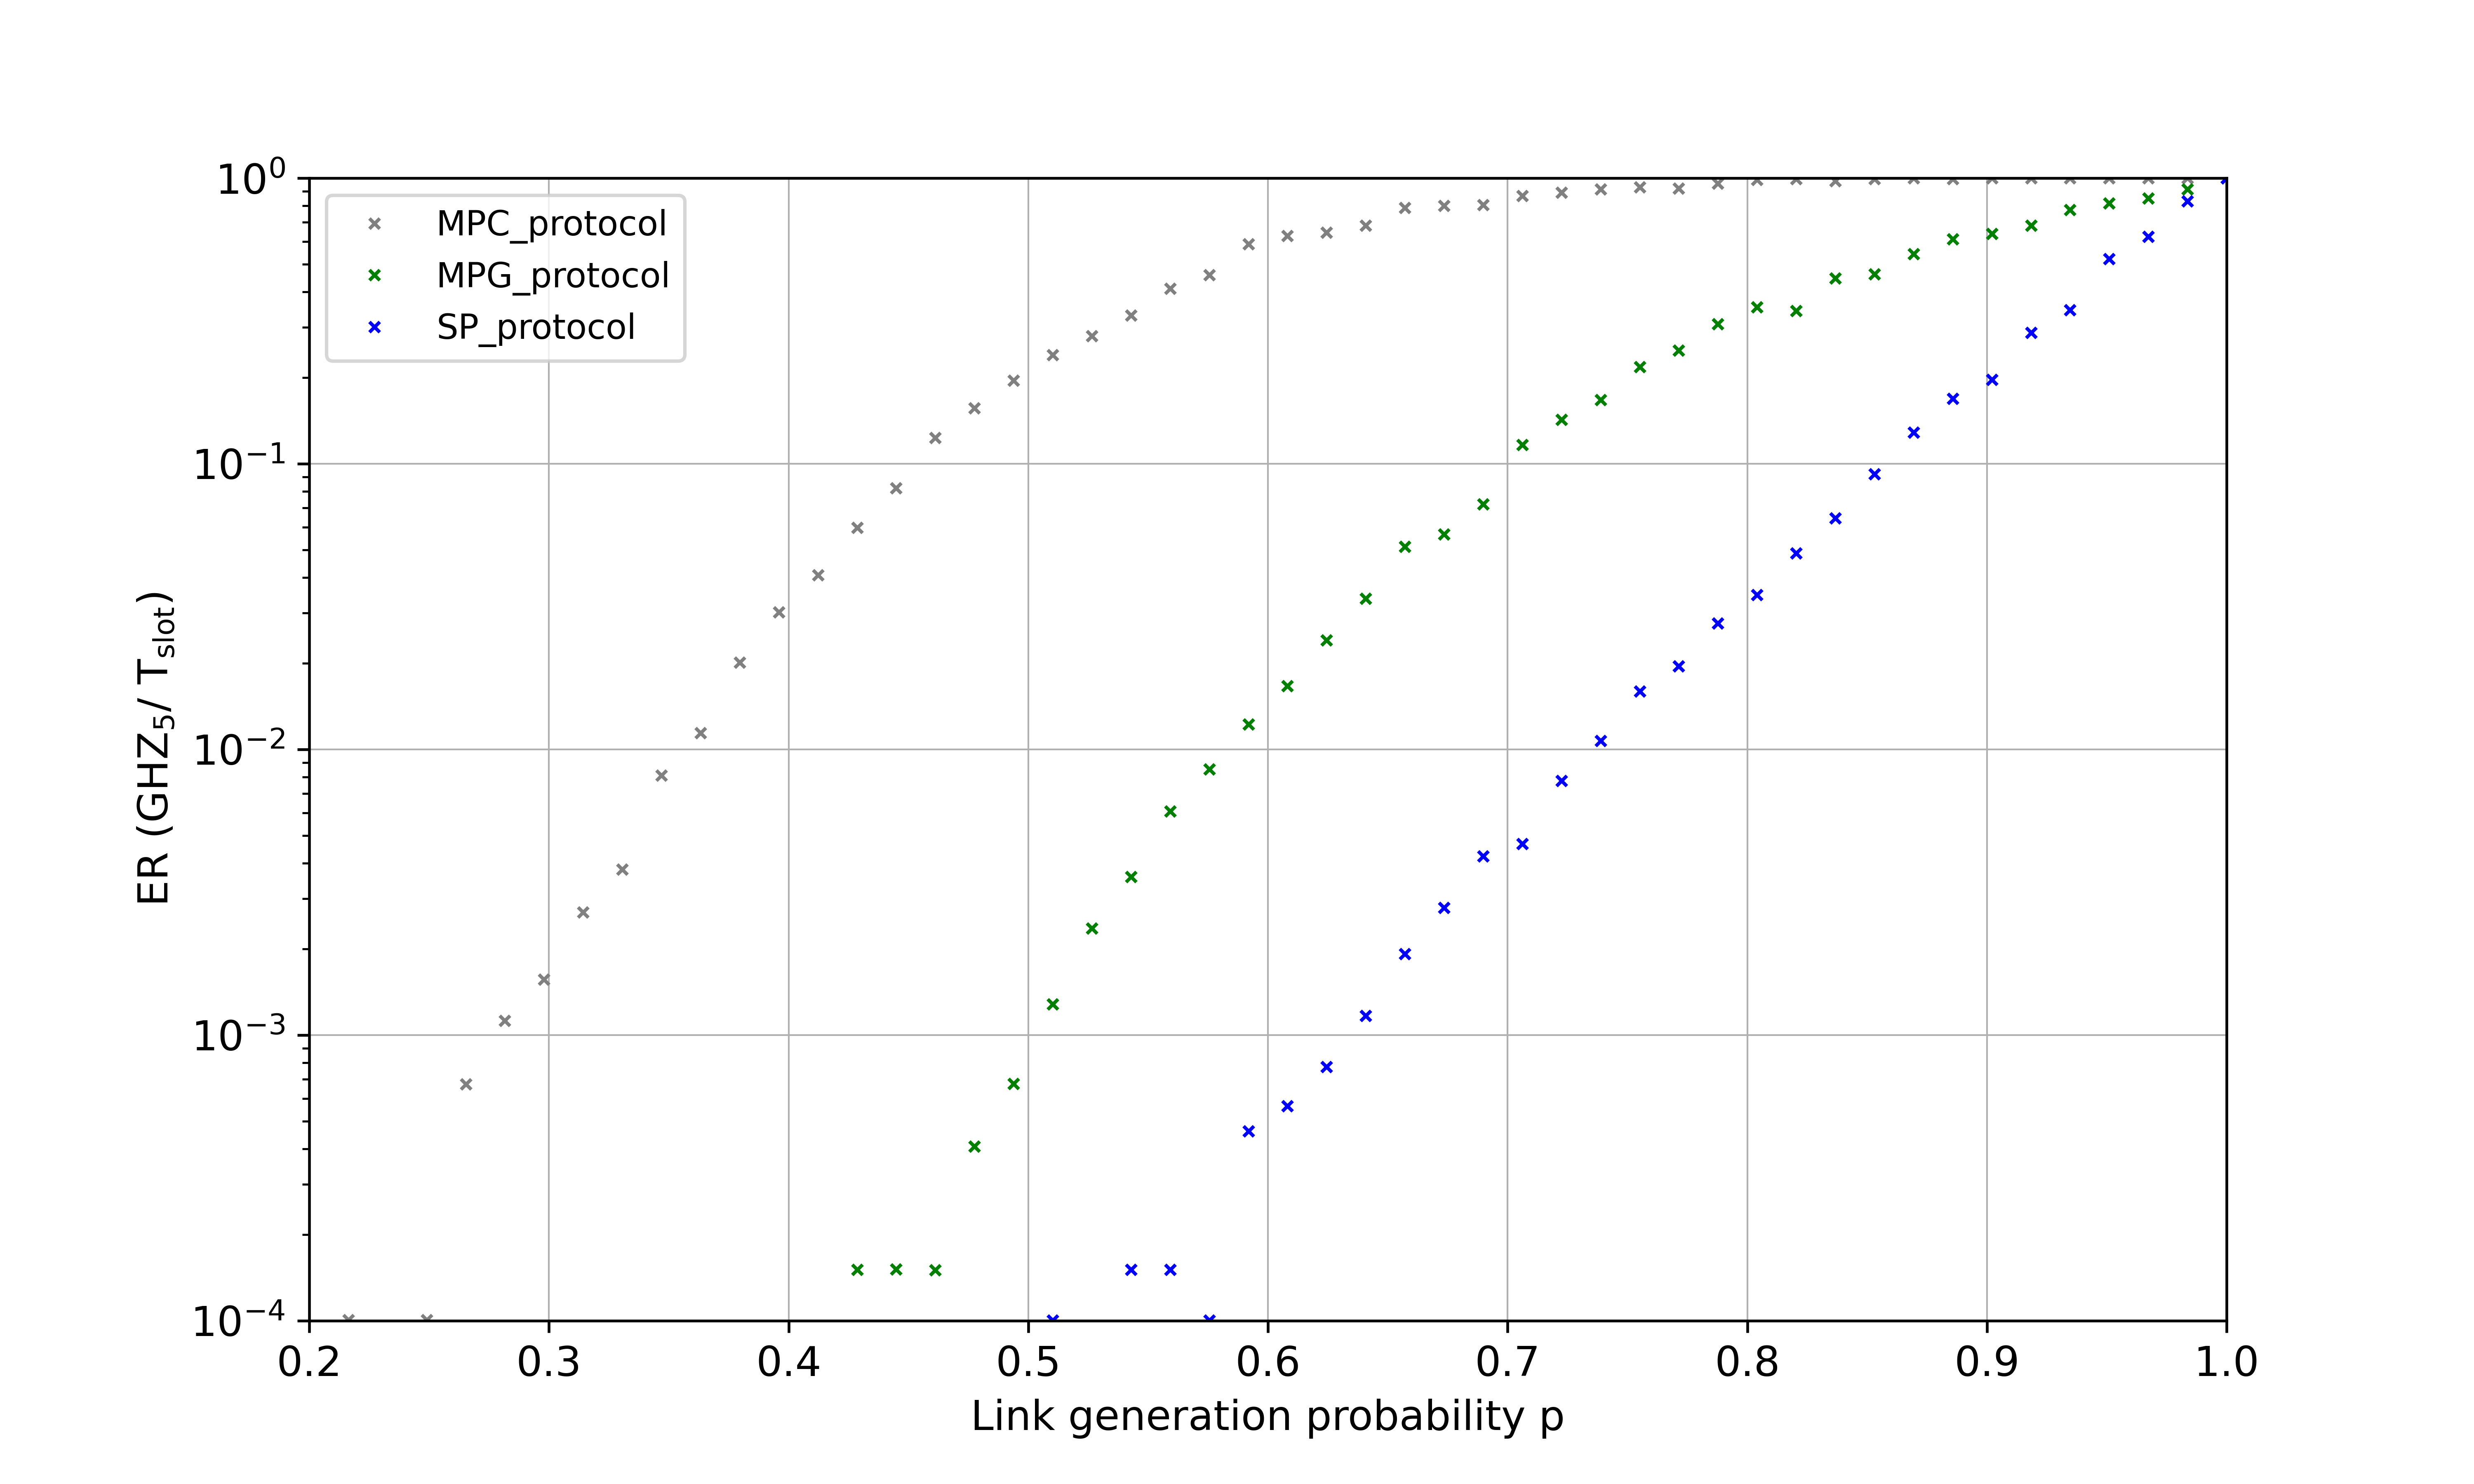 10⁰
10⁻¹
10⁻²
10⁻³
10⁻⁴
ER (GHZ₅/ Tₛₗₒₜ)
MPC_protocol
MPG_protocol
SP_protocol
0.2 0.3 0.4 0.5 0.6 0.7 0.8 0.9 1.0
Link generation probability p